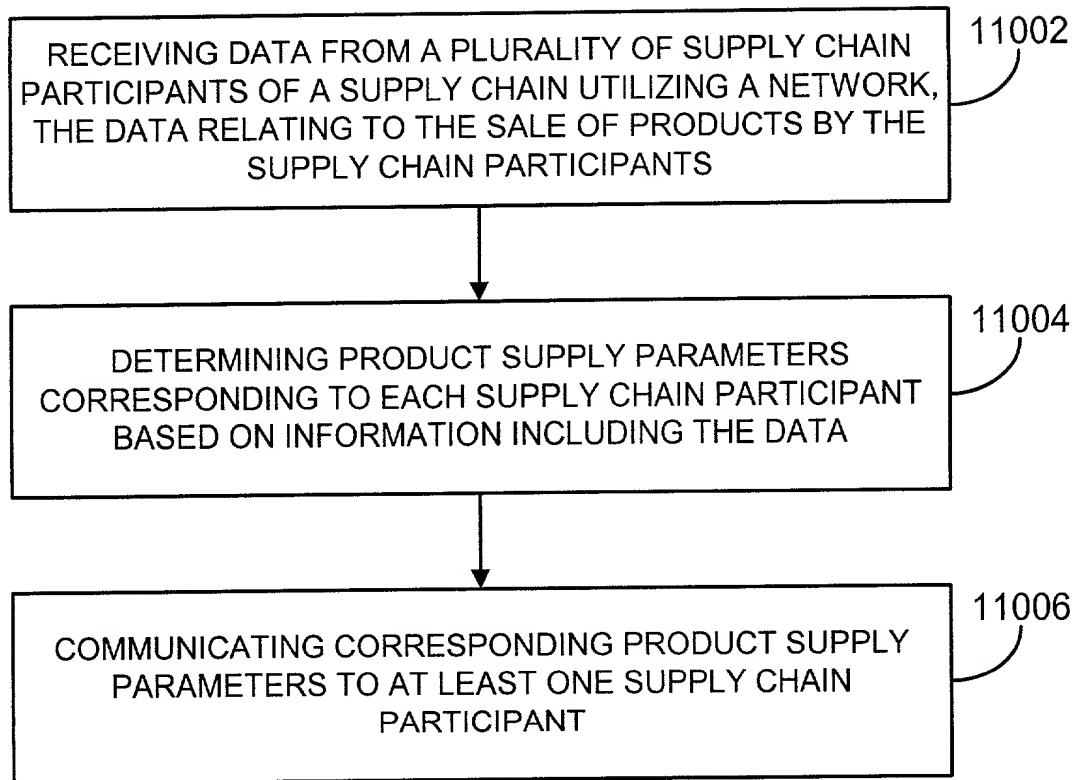 11002
RECEIVING DATA FROM A PLURALITY OF SUPPLY CHAIN
PARTICIPANTS OF A SUPPLY CHAIN UTILIZING A NETWORK,
THE DATA RELATING TO THE SALE OF PRODUCTS BY THE
SUPPLY CHAIN PARTICIPANTS
11004
DETERMINING PRODUCT SUPPLY PARAMETERS
CORRESPONDING TO EACH SUPPLY CHAIN PARTICIPANT
BASED ON INFORMATION INCLUDING THE DATA
11006
COMMUNICATING CORRESPONDING PRODUCT SUPPLY
PARAMETERS TO AT LEAST ONE SUPPLY CHAIN
PARTICIPANT